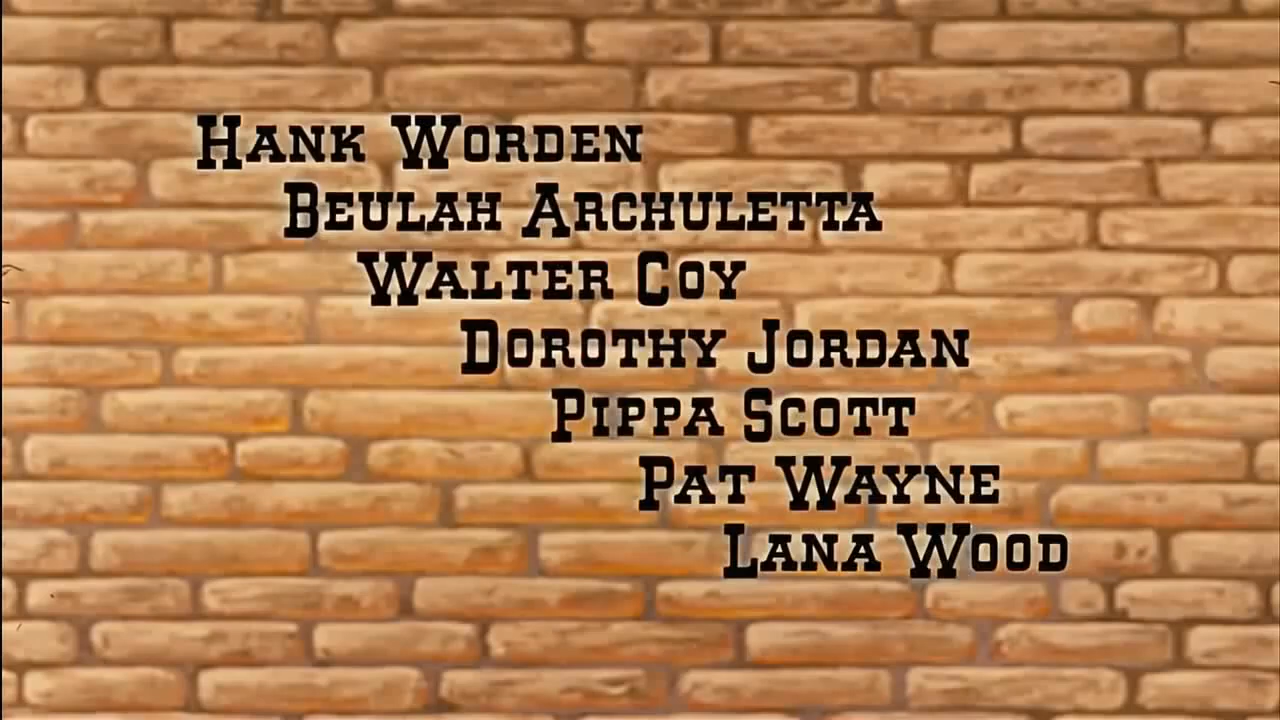 Hank Worden
Beulah Archuletta
Walter Coy
Dorothy Jordan
Pippa Scott
Pat Wayne
Lana Wood